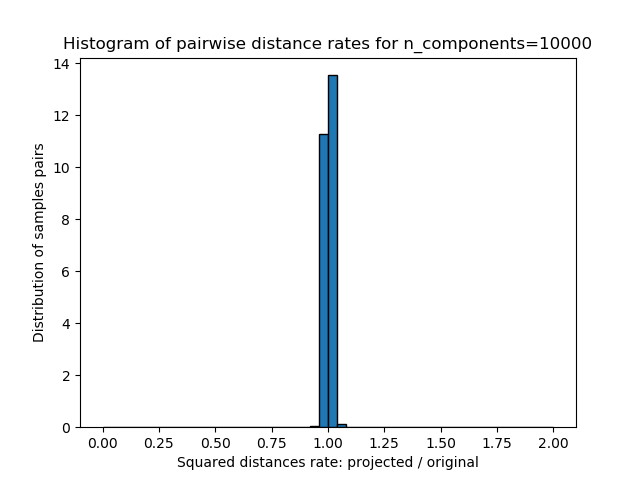 Histogram of pairwise distance rates for n_components=10000
Distribution of samples pairs
14
12
10
8
6
4
2
0
0.00 0.25 0.50 0.75 1.00 1.25 1.50 1.75 2.00
Squared distances rate: projected / original